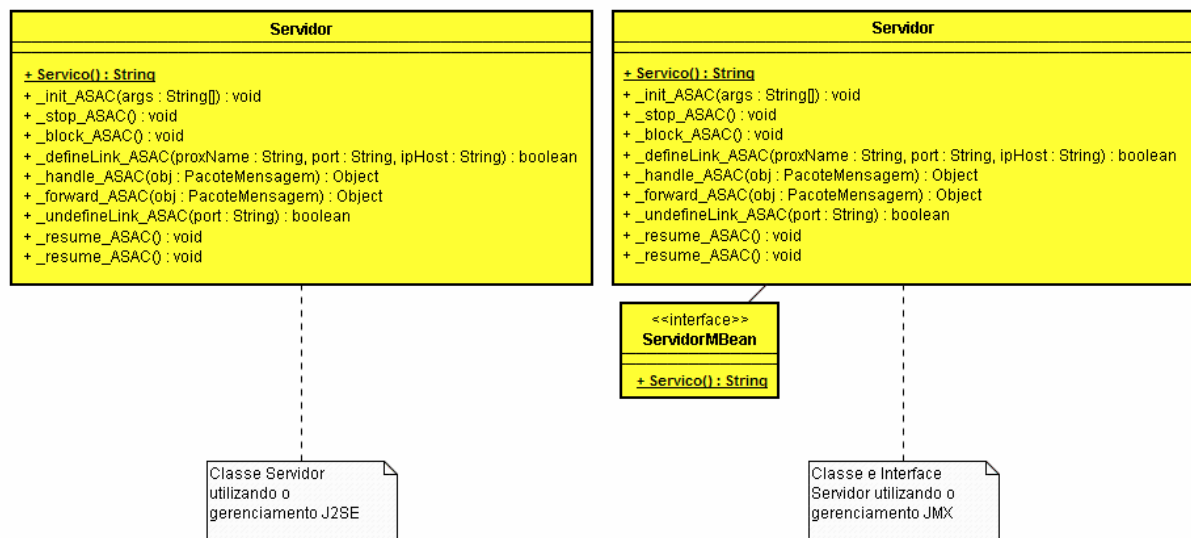 Servidor
+ Servico() : String
+ _init_ASAC(args : String[]) : void
+ _stop_ASAC() : void
+ _block_ASAC() : void
+ _defineLink_ASAC(proxName : String, port : String, ipHost : String) : boolean
+ _handle_ASAC(obj : PacoteMensagem) : Object
+ _forward_ASAC(obj : PacoteMensagem) : Object
+ _undefineLink_ASAC(port : String) : boolean
+ _resume_ASAC() : void
+ _resume_ASAC() : void
Classe Servidor
utilizando o
gerenciamento J2SE
Servidor
+ Servico() : String
+ _init_ASAC(args : String[]) : void
+ _stop_ASAC() : void
+ _block_ASAC() : void
+ _defineLink_ASAC(proxName : String, port : String, ipHost : String) : boolean
+ _handle_ASAC(obj : PacoteMensagem) : Object
+ _forward_ASAC(obj : PacoteMensagem) : Object
+ _undefineLink_ASAC(port : String) : boolean
+ _resume_ASAC() : void
+ _resume_ASAC() : void
<<interface>>
ServidorMBean
+ Servico() : String
Classe e Interface
Servidor utilizando o
gerenciamento JMX